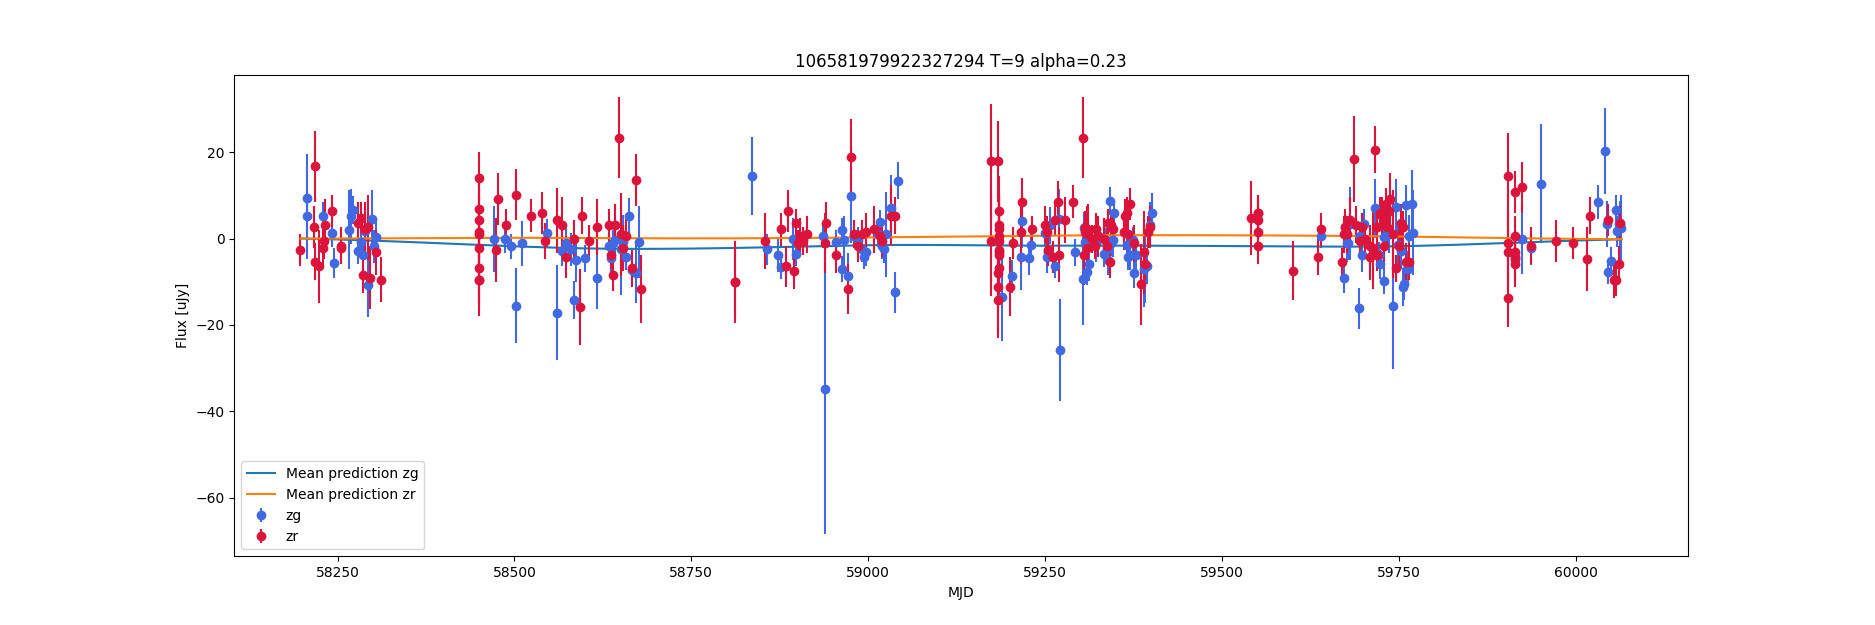 106581979922327294 T=9 alpha=0.23
Flux [uJy]
20
0
−20
−40
−60
Mean prediction zg
Mean prediction zr
zg
zr
58250 58500 58750 59000 59250 59500 59750 60000
MJD